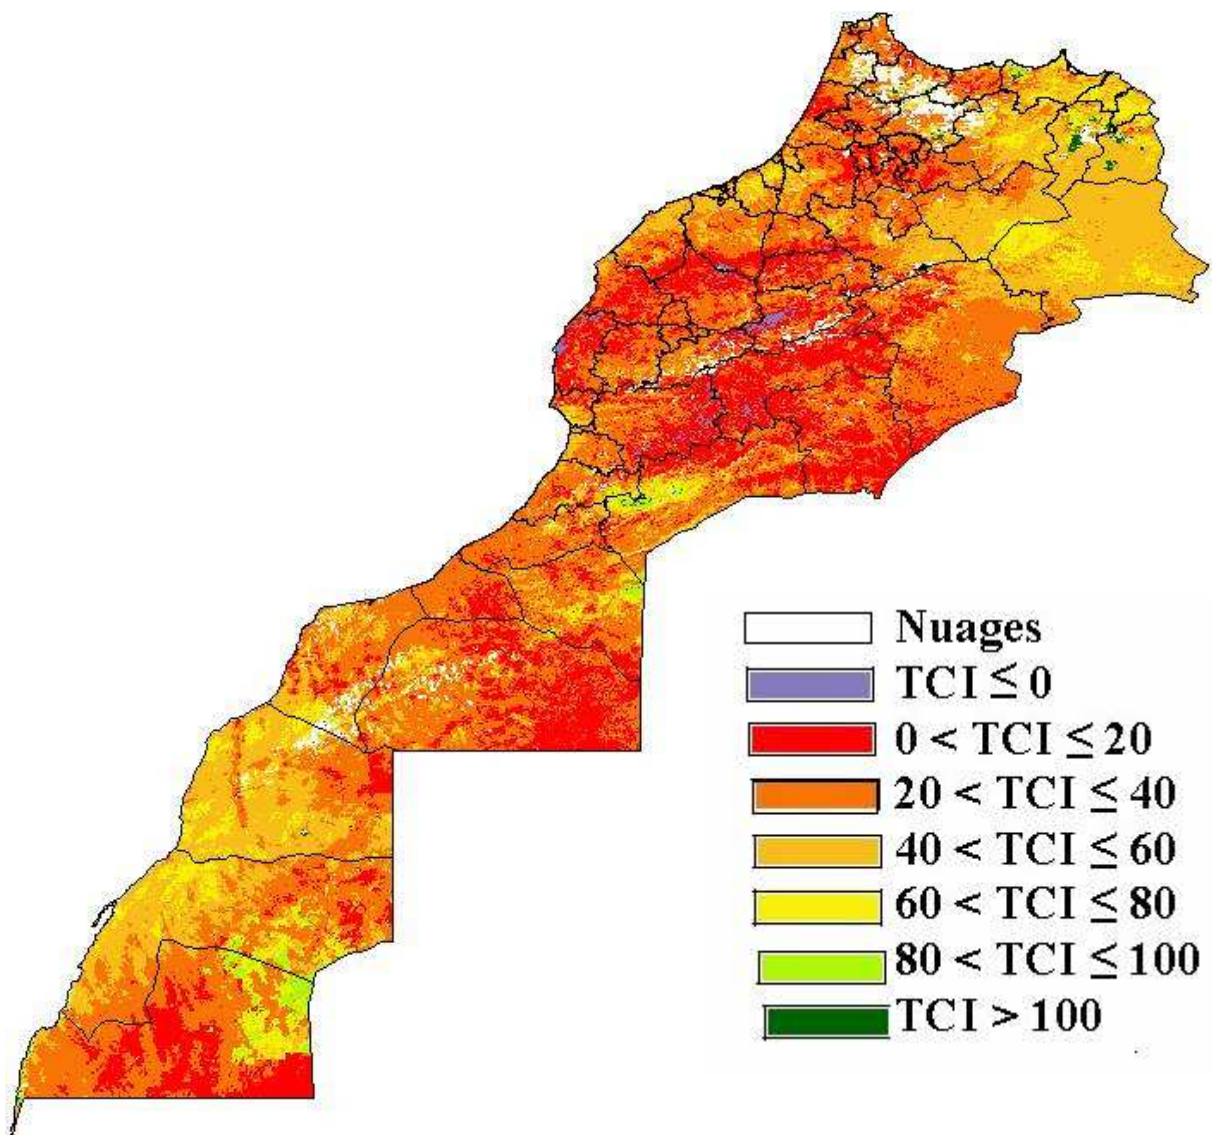 Nuages
TCI ≤ 0
0 < TCI ≤ 20
20 < TCI ≤ 40
40 < TCI ≤ 60
60 < TCI ≤ 80
80 < TCI ≤ 100
TCI > 100